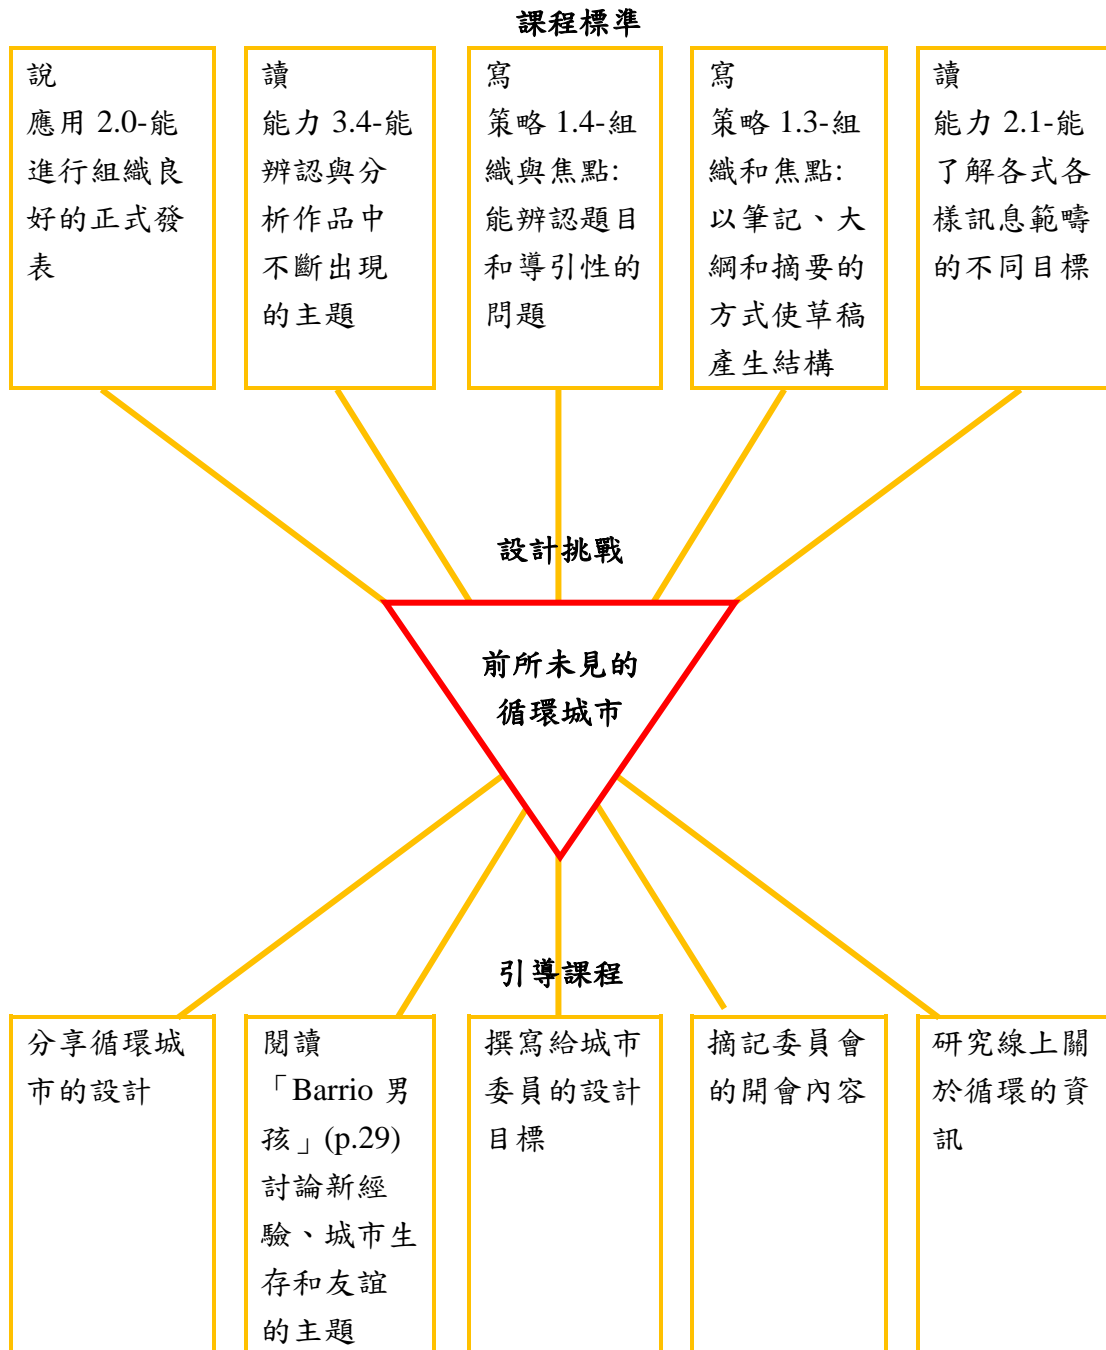 課程標準
說
應用 2.0-能
進行組織良
好的正式發
表
讀
能力 3.4-能
辨認與分
析作品中
不斷出現
的主題
寫
策略 1.4-組
織與焦點:
能辨認題目
和導引性的
問題
寫
策略 1.3-組
織和焦點:
以筆記、大
綱和摘要的
方式使草稿
產生結構
讀
能力 2.1-能
了解各式各
樣訊息範疇
的不同目標
設計挑戰
前所未見的
循環城市
引導課程
分享循環城
市的設計
閱讀
「Barrio 男
孩」(p.29)
討論新經
驗、城市生
存和友誼
的主題
撰寫給城市
委員的設計
目標
摘記委員會
的開會內容
研究線上關
於循環的資
訊